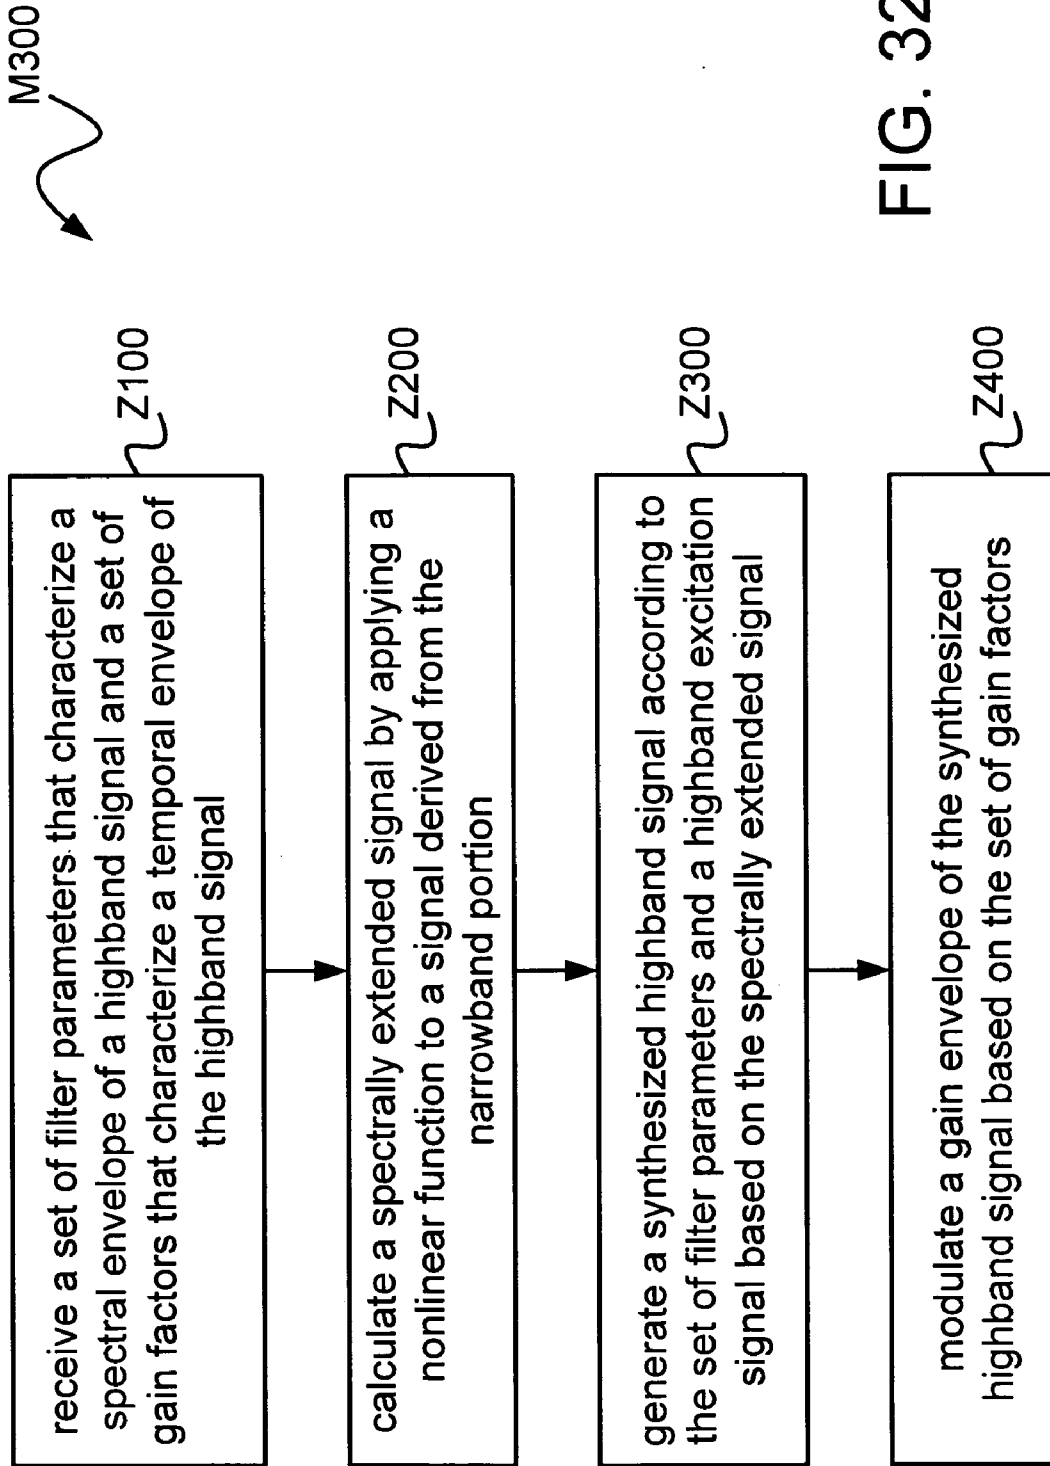 M300
receive a set of filter parameters that characterize a
spectral envelope of a highband signal and a set of
gain factors that characterize a temporal envelope of
the highband signal
Z100
calculate a spectrally extended signal by applying a
nonlinear function to a signal derived from the
narrowband portion
Z200
generate a synthesized highband signal according to
the set of filter parameters and a highband excitation
signal based on the spectrally extended signal
Z300
modulate a gain envelope of the synthesized
highband signal based on the set of gain factors
Z400
FIG. 32